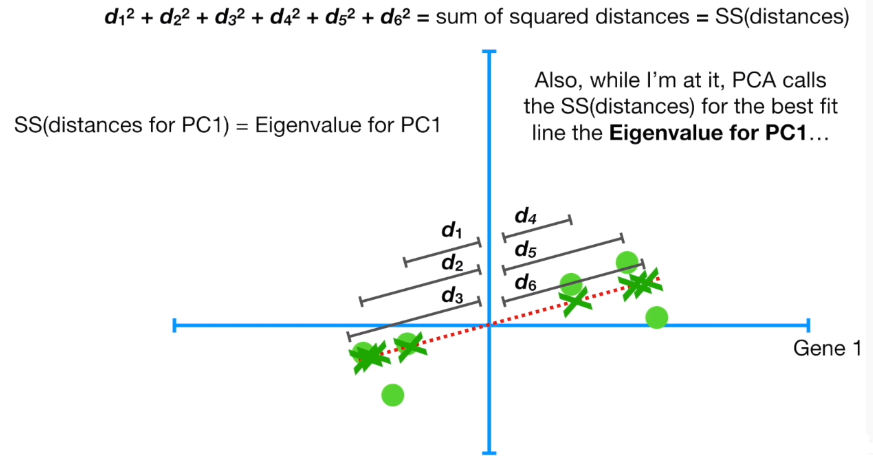 d₁² + d₂² + d₃² + d₄² + d₅² + d₆² = sum of squared distances = SS(distances)
Also, while I'm at it, PCA calls
the SS(distances) for the best fit
line the Eigenvalue for PC1…
SS(distances for PC1) = Eigenvalue for PC1
d₁
d₂
d₃
d₄
d₅
d₆
Gene 1